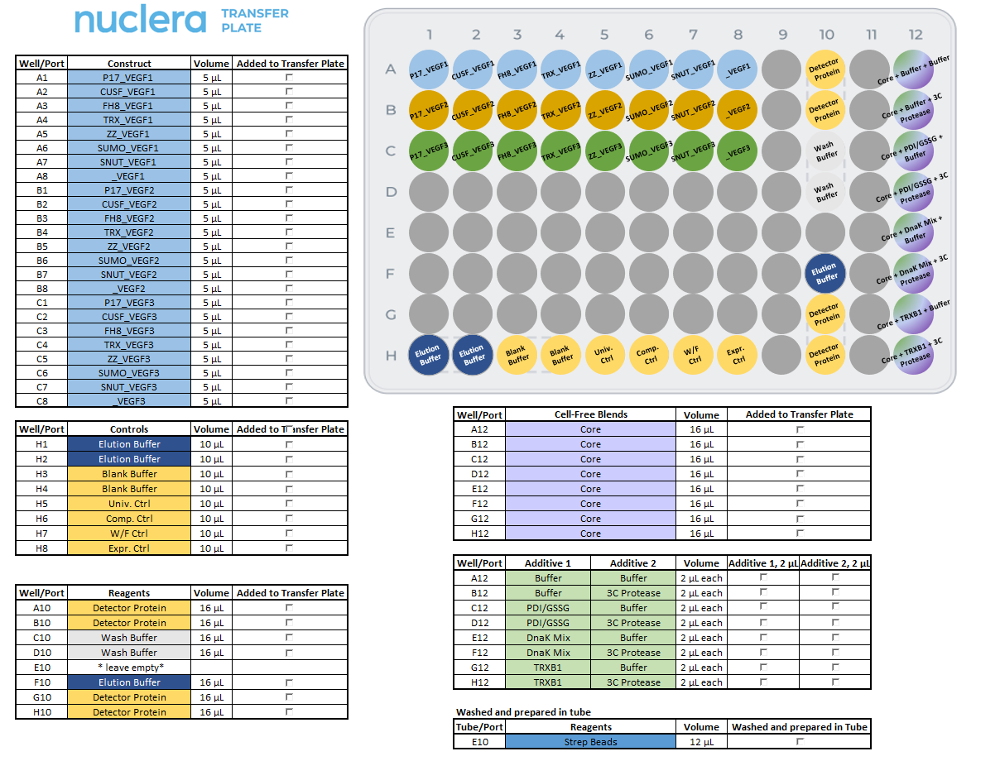 nuclera TRANSFER PLATE
Well/Port Construct Volume Added to Transfer Plate
A1 P17_VEGF1 5 µL
A2 CUSF_VEGF1 5 µL
A3 FH8_VEGF1 5 µL
A4 TRX_VEGF1 5 µL
A5 ZZ_VEGF1 5 µL
A6 SUMO_VEGF1 5 µL
A7 SNUT_VEGF1 5 µL
A8 _VEGF1 5 µL
B1 P17_VEGF2 5 µL
B2 CUSF_VEGF2 5 µL
B3 FH8_VEGF2 5 µL
B4 TRX_VEGF2 5 µL
B5 ZZ_VEGF2 5 µL
B6 SUMO_VEGF2 5 µL
B7 SNUT_VEGF2 5 µL
B8 _VEGF2 5 µL
C1 P17_VEGF3 5 µL
C2 CUSF_VEGF3 5 µL
C3 FH8_VEGF3 5 µL
C4 TRX_VEGF3 5 µL
C5 ZZ_VEGF3 5 µL
C6 SUMO_VEGF3 5 µL
C7 SNUT_VEGF3 5 µL
C8 _VEGF3 5 µL
Well/Port Controls Volume Added to Transfer Plate
H1 Elution Buffer 10 µL
H2 Elution Buffer 10 µL
H3 Blank Buffer 10 µL
H4 Blank Buffer 10 µL
H5 Univ. Ctrl 10 µL
H6 Comp. Ctrl 10 µL
H7 W/F Ctrl 10 µL
H8 Expr. Ctrl 10 µL
Well/Port Reagents Volume Added to Transfer Plate
A10 Detector Protein 16 µL
B10 Detector Protein 16 µL
C10 Wash Buffer 16 µL
D10 Wash Buffer 16 µL
E10 * leave empty*
F10 Elution Buffer 16 µL
G10 Detector Protein 16 µL
H10 Detector Protein 16 µL
1 2 3 4 5 6 7 8 9 10 11 12
A P17_VEGF1 CUSF_VEGF1 FH8_VEGF1 TRX_VEGF1 ZZ_VEGF1 SUMO_VEGF1 SNUT_VEGF1 _VEGF1 Detector Protein Core + Buffer + Buffer
B P17_VEGF2 CUSF_VEGF2 FH8_VEGF2 TRX_VEGF2 ZZ_VEGF2 SUMO_VEGF2 SNUT_VEGF2 _VEGF2 Detector Protein Core + Buffer + 3C Protease
C P17_VEGF3 CUSF_VEGF3 FH8_VEGF3 TRX_VEGF3 ZZ_VEGF3 SUMO_VEGF3 SNUT_VEGF3 _VEGF3 Wash Buffer Core + PDI/GSSG + Buffer
D Wash Buffer Core + PDI/GSSG + 3C Protease
E Core + DnaK Mix + Buffer
F Elution Buffer Core + DnaK Mix + 3C Protease
G Detector Protein Core + TRXB1 + Buffer
H Elution Buffer Elution Buffer Blank Buffer Blank Buffer Univ. Ctrl Comp. Ctrl W/F Ctrl Expr. Ctrl Detector Protein Core + TRXB1 + 3C Protease
Well/Port Cell-Free Blends Volume Added to Transfer Plate
A12 Core 16 µL
B12 Core 16 µL
C12 Core 16 µL
D12 Core 16 µL
E12 Core 16 µL
F12 Core 16 µL
G12 Core 16 µL
H12 Core 16 µL
Well/Port Additive 1 Additive 2 Volume Additive 1, 2 µL Additive 2, 2 µL
A12 Buffer Buffer 2 µL each
B12 Buffer 3C Protease 2 µL each
C12 PDI/GSSG Buffer 2 µL each
D12 PDI/GSSG 3C Protease 2 µL each
E12 DnaK Mix Buffer 2 µL each
F12 DnaK Mix 3C Protease 2 µL each
G12 TRXB1 Buffer 2 µL each
H12 TRXB1 3C Protease 2 µL each
Washed and prepared in tube
Tube/Port Reagents Volume Washed and prepared in Tube
E10 Strep Beads 12 µL